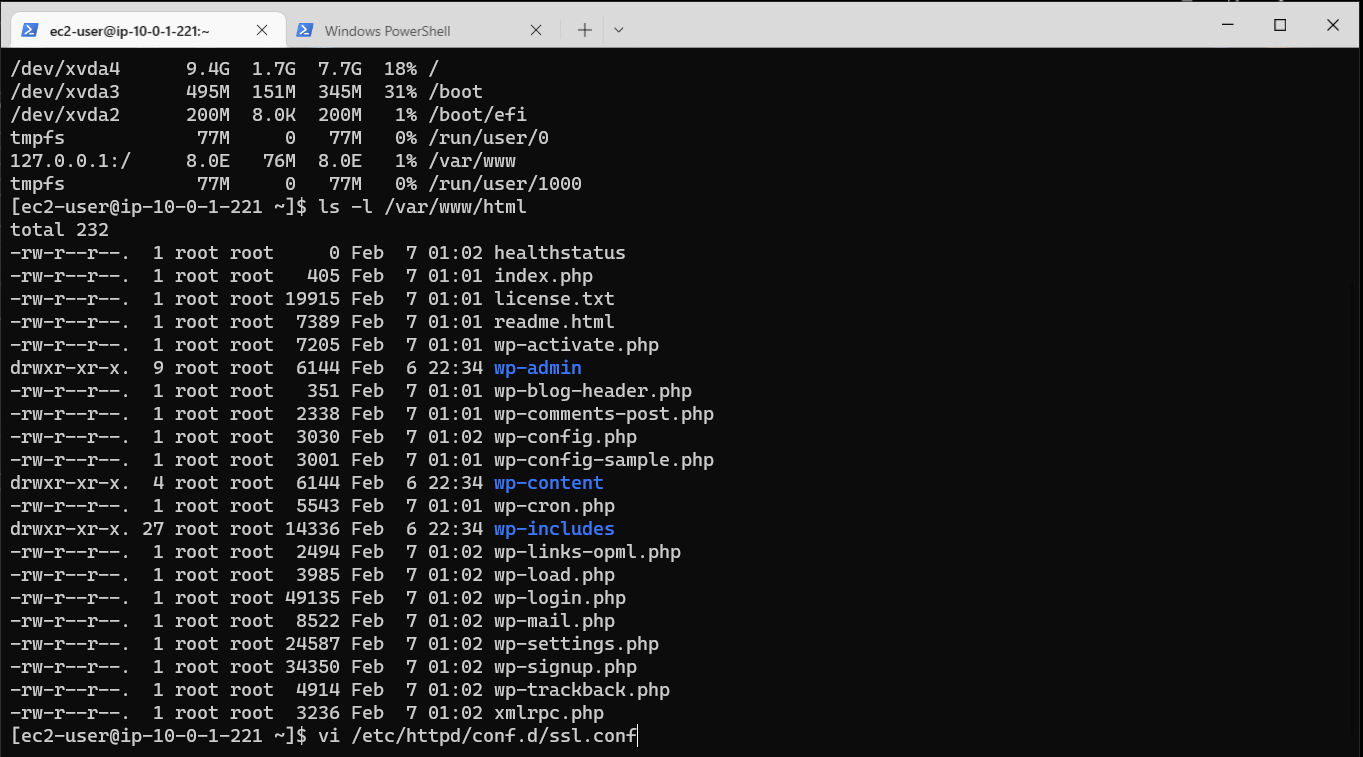 ec2-user@ip-10-0-1-221:~ Windows PowerShell
/dev/xvda4      9.4G  1.7G  7.7G  18% /
/dev/xvda3      495M  151M  345M  31% /boot
/dev/xvda2      200M  8.0K  200M   1% /boot/efi
tmpfs            77M     0   77M   0% /run/user/0
127.0.0.1:/     8.0E   76M  8.0E   1% /var/www
tmpfs            77M     0   77M   0% /run/user/1000
[ec2-user@ip-10-0-1-221 ~]$ ls -l /var/www/html
total 232
-rw-r--r--.  1 root root     0 Feb  7 01:02 healthstatus
-rw-r--r--.  1 root root   405 Feb  7 01:01 index.php
-rw-r--r--.  1 root root 19915 Feb  7 01:01 license.txt
-rw-r--r--.  1 root root  7389 Feb  7 01:01 readme.html
-rw-r--r--.  1 root root  7205 Feb  7 01:01 wp-activate.php
drwxr-xr-x.  9 root root  6144 Feb  6 22:34 wp-admin
-rw-r--r--.  1 root root   351 Feb  7 01:01 wp-blog-header.php
-rw-r--r--.  1 root root  2338 Feb  7 01:01 wp-comments-post.php
-rw-r--r--.  1 root root  3030 Feb  7 01:02 wp-config.php
-rw-r--r--.  1 root root  3001 Feb  7 01:01 wp-config-sample.php
drwxr-xr-x.  4 root root  6144 Feb  6 22:34 wp-content
-rw-r--r--.  1 root root  5543 Feb  7 01:01 wp-cron.php
drwxr-xr-x. 27 root root 14336 Feb  6 22:34 wp-includes
-rw-r--r--.  1 root root  2494 Feb  7 01:02 wp-links-opml.php
-rw-r--r--.  1 root root  3985 Feb  7 01:02 wp-load.php
-rw-r--r--.  1 root root 49135 Feb  7 01:02 wp-login.php
-rw-r--r--.  1 root root  8522 Feb  7 01:02 wp-mail.php
-rw-r--r--.  1 root root 24587 Feb  7 01:02 wp-settings.php
-rw-r--r--.  1 root root 34350 Feb  7 01:02 wp-signup.php
-rw-r--r--.  1 root root  4914 Feb  7 01:02 wp-trackback.php
-rw-r--r--.  1 root root  3236 Feb  7 01:02 xmlrpc.php
[ec2-user@ip-10-0-1-221 ~]$ vi /etc/httpd/conf.d/ssl.conf